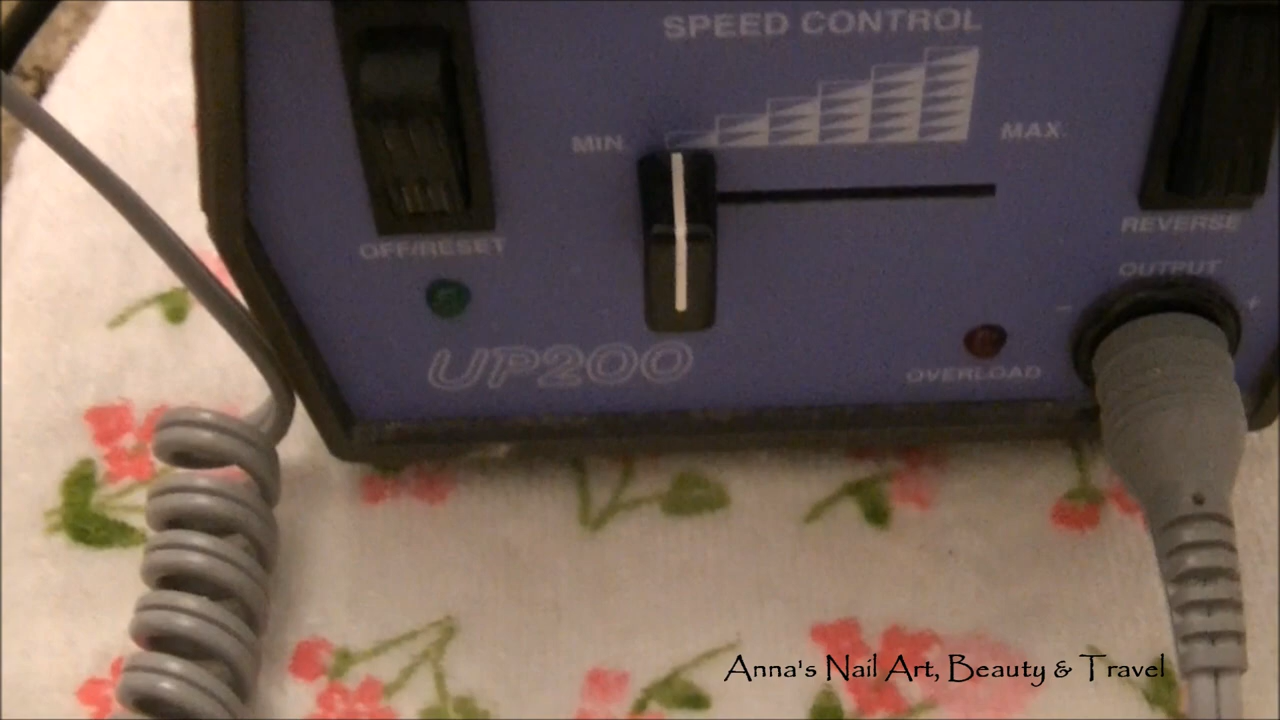 SPEED CONTROL
MIN.
MAX.
OFF/RESET
REVERSE
OUTPUT
- +
UP200
OVERLOAD
Anna's Nail Art, Beauty & Travel